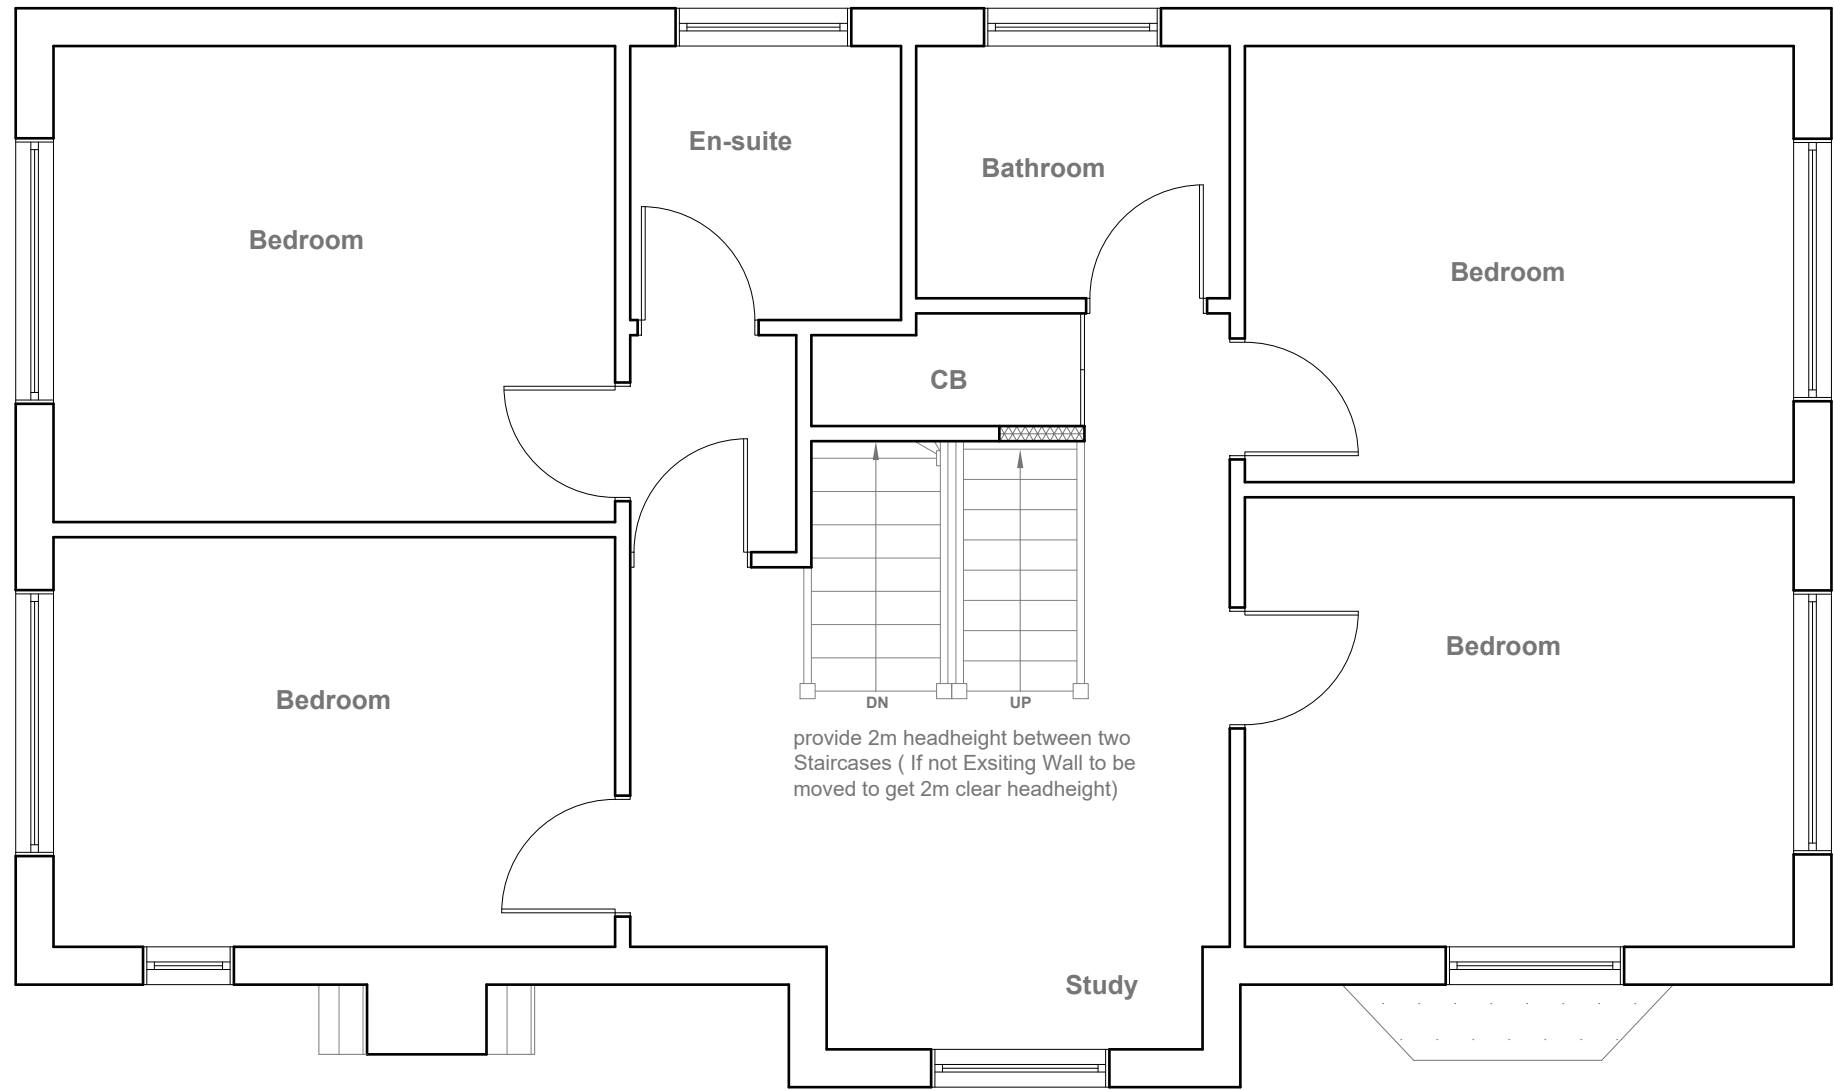 En-suite
Bathroom
Bedroom
Bedroom
CB
Bedroom
Bedroom
DN
UP
provide 2m headheight between two
Staircases ( If not Exsiting Wall to be
moved to get 2m clear headheight)
Study